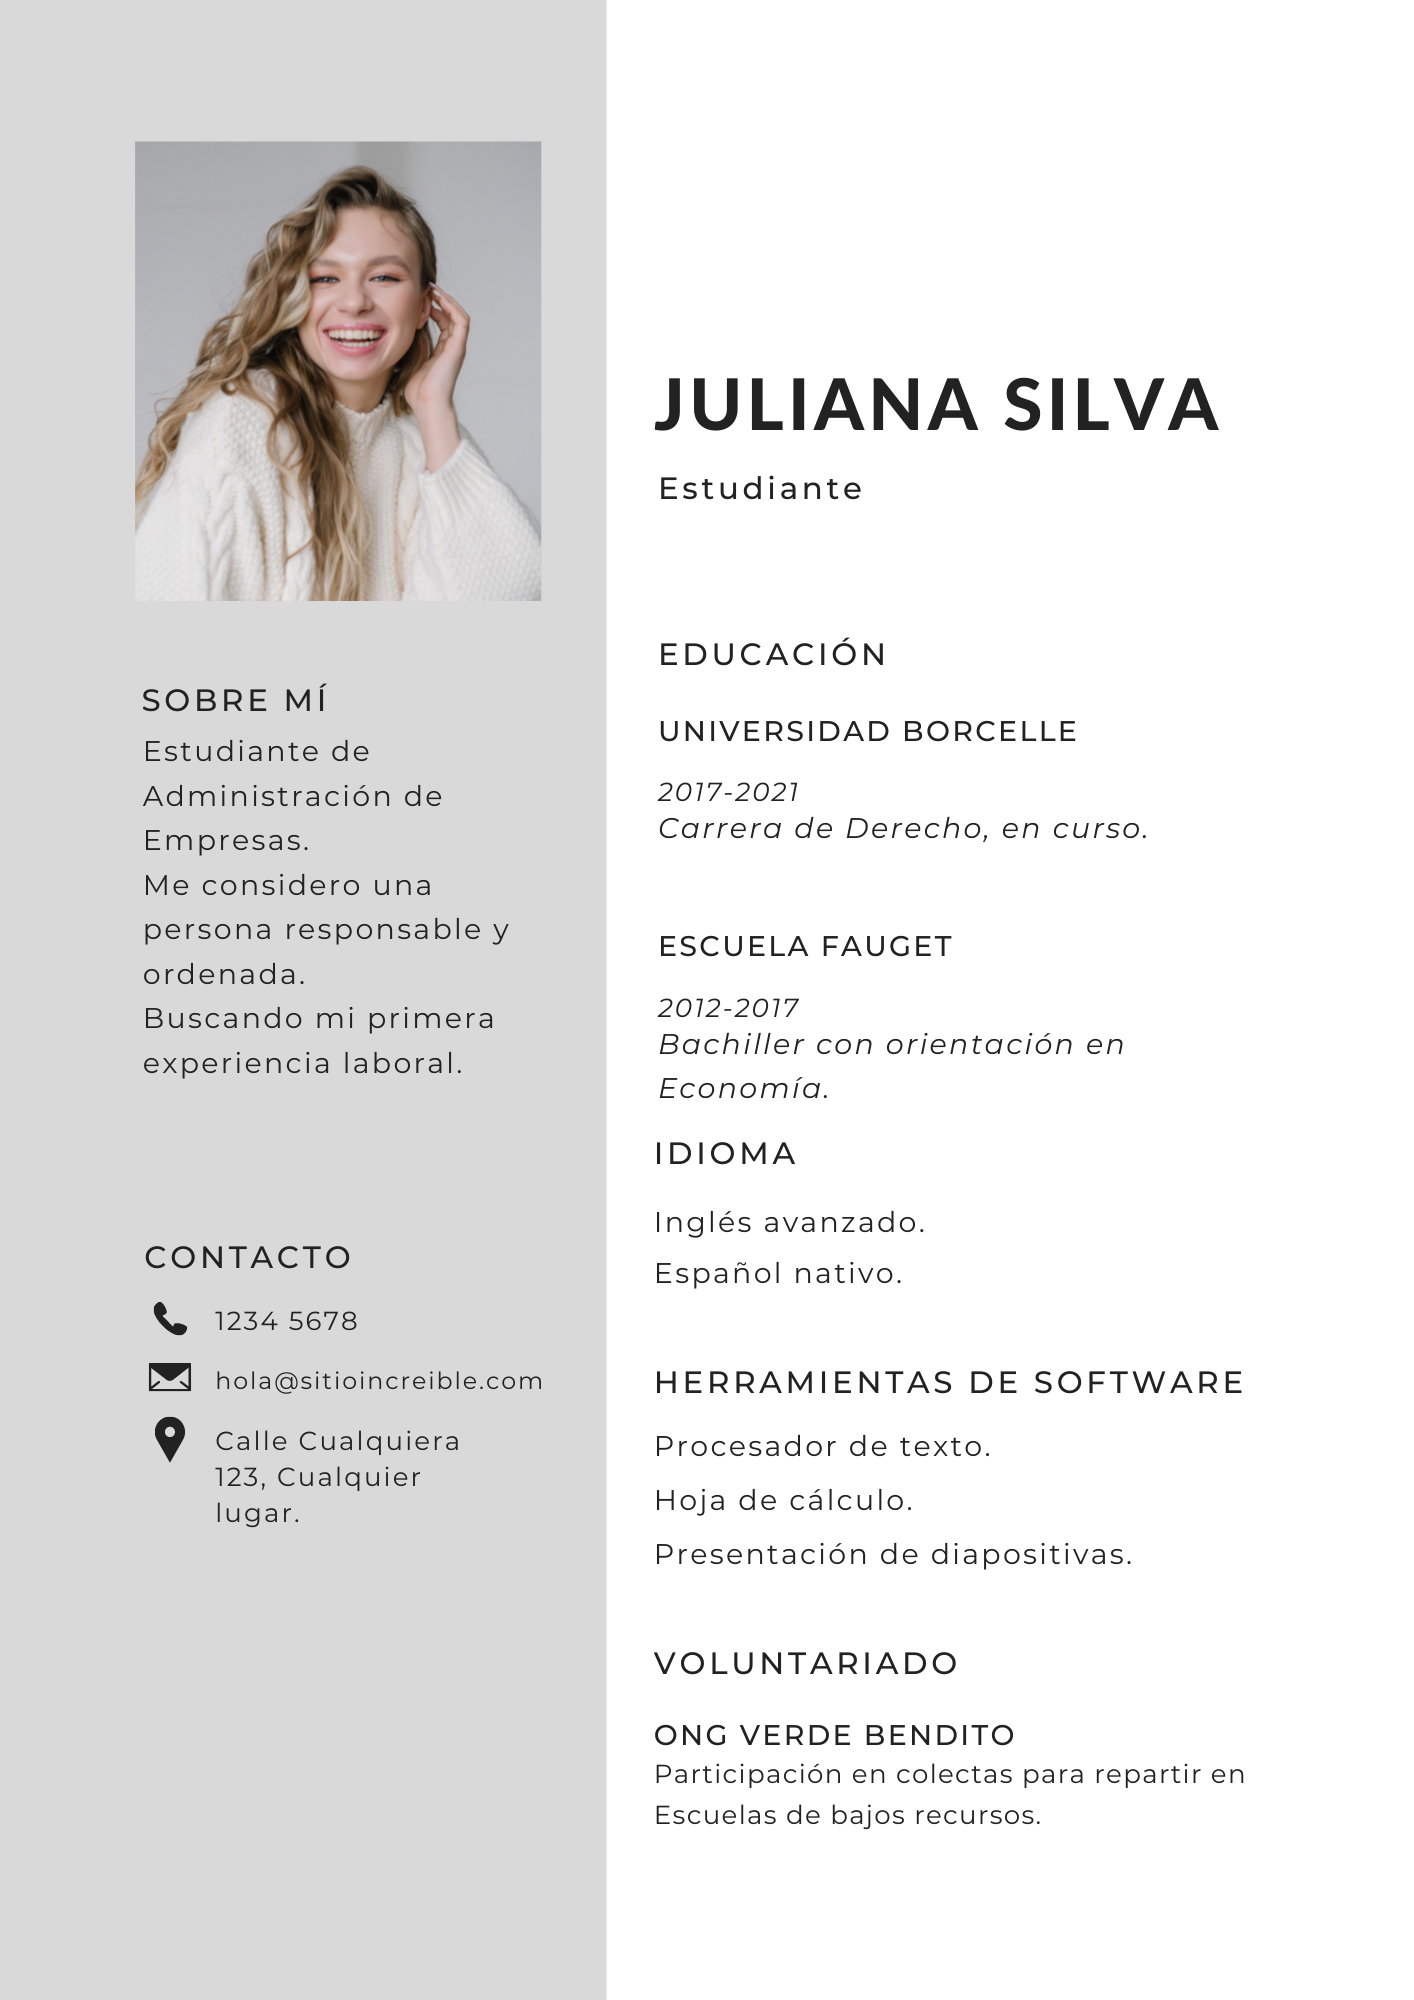 JULIANA SILVA
Estudiante
SOBRE MÍ
Estudiante de
Administración de
Empresas.
Me considero una
persona responsable y
ordenada.
Buscando mi primera
experiencia laboral.
CONTACTO
1234 5678
hola@sitioincreible.com
Calle Cualquiera
123, Cualquier
lugar.
EDUCACIÓN
UNIVERSIDAD BORCELLE
2017-2021
Carrera de Derecho, en curso.
ESCUELA FAUGET
2012-2017
Bachiller con orientación en
Economía.
IDIOMA
Inglés avanzado.
Español nativo.
HERRAMIENTAS DE SOFTWARE
Procesador de texto.
Hoja de cálculo.
Presentación de diapositivas.
VOLUNTARIADO
ONG VERDE BENDITO
Participación en colectas para repartir en
Escuelas de bajos recursos.